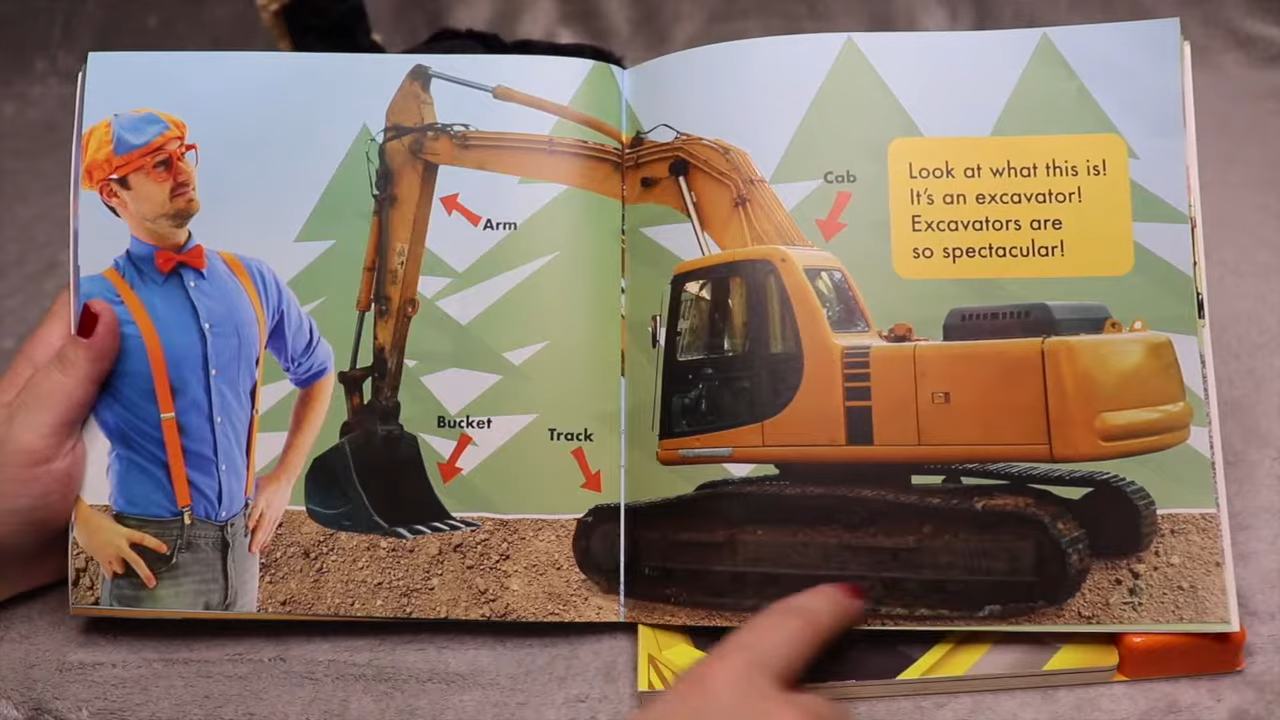 Arm
Bucket
Track
Cab
Look at what this is!
It's an excavator!
Excavators are
so spectacular!